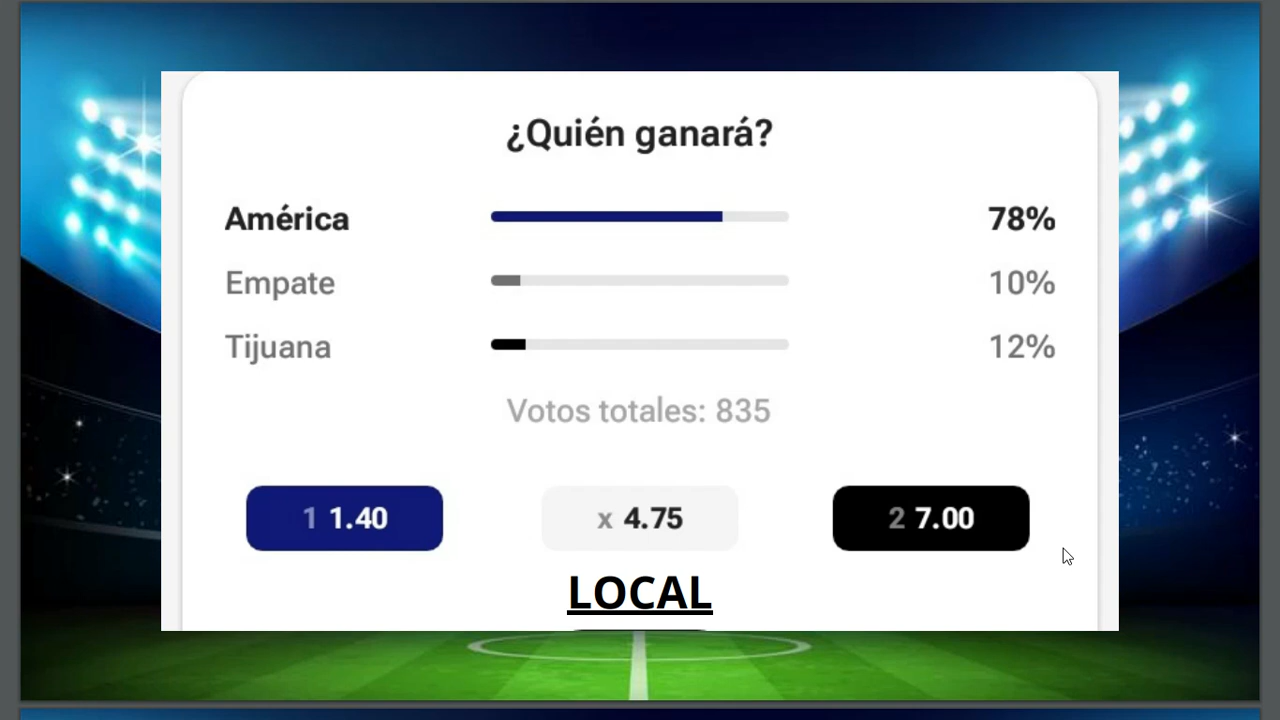 ¿Quién ganará?
América 78%
Empate 10%
Tijuana 12%
Votos totales: 835
1 1.40 x 4.75 2 7.00
LOCAL